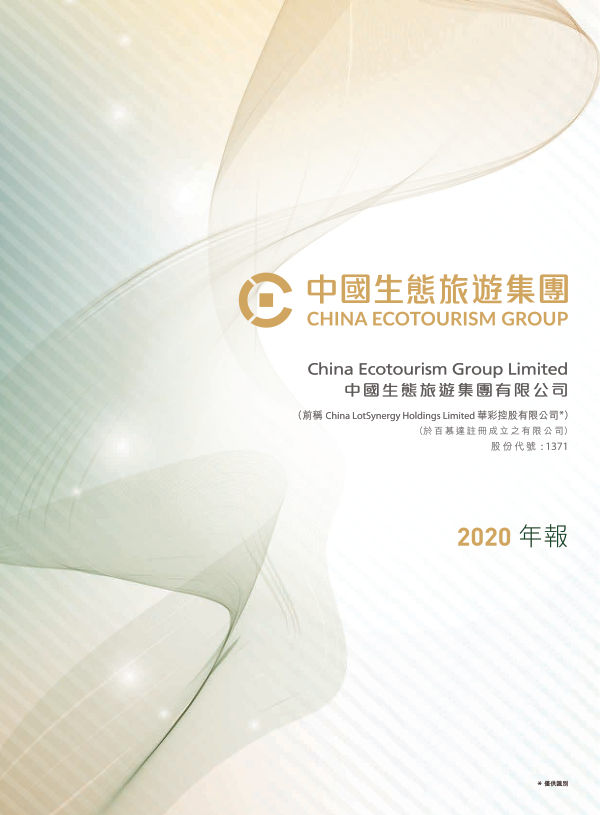 中國生態旅遊集團
CHINA ECOTOURISM GROUP
China Ecotourism Group Limited
中國生態旅遊集團有限公司
（前稱 China LotSynergy Holdings Limited 華彩控股有限公司*）
（於百慕達註冊成立之有限公司）
股份代號：1371
2020 年報
* 僅供識別